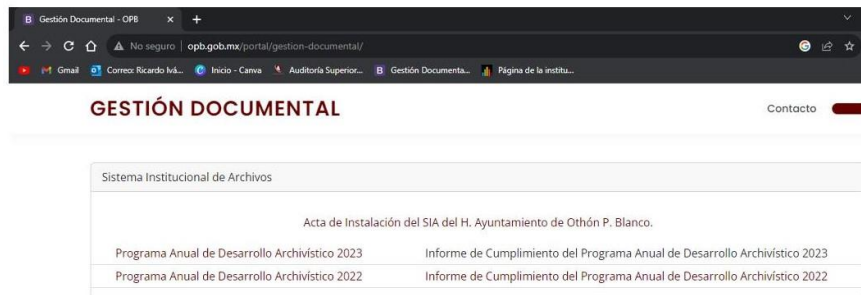 Gestión Documental - OPB
No seguro | opb.gob.mx/portal/gestion-documental/
Gmail Correo: Ricardo Ivá... Inicio - Canva Auditoría Superior... Gestión Documenta... Página de la institu...
GESTIÓN DOCUMENTAL
Contacto
Sistema Institucional de Archivos
Acta de Instalación del SIA del H. Ayuntamiento de Othón P. Blanco.
Programa Anual de Desarrollo Archivístico 2023 Informe de Cumplimiento del Programa Anual de Desarrollo Archivístico 2023
Programa Anual de Desarrollo Archivístico 2022 Informe de Cumplimiento del Programa Anual de Desarrollo Archivístico 2022